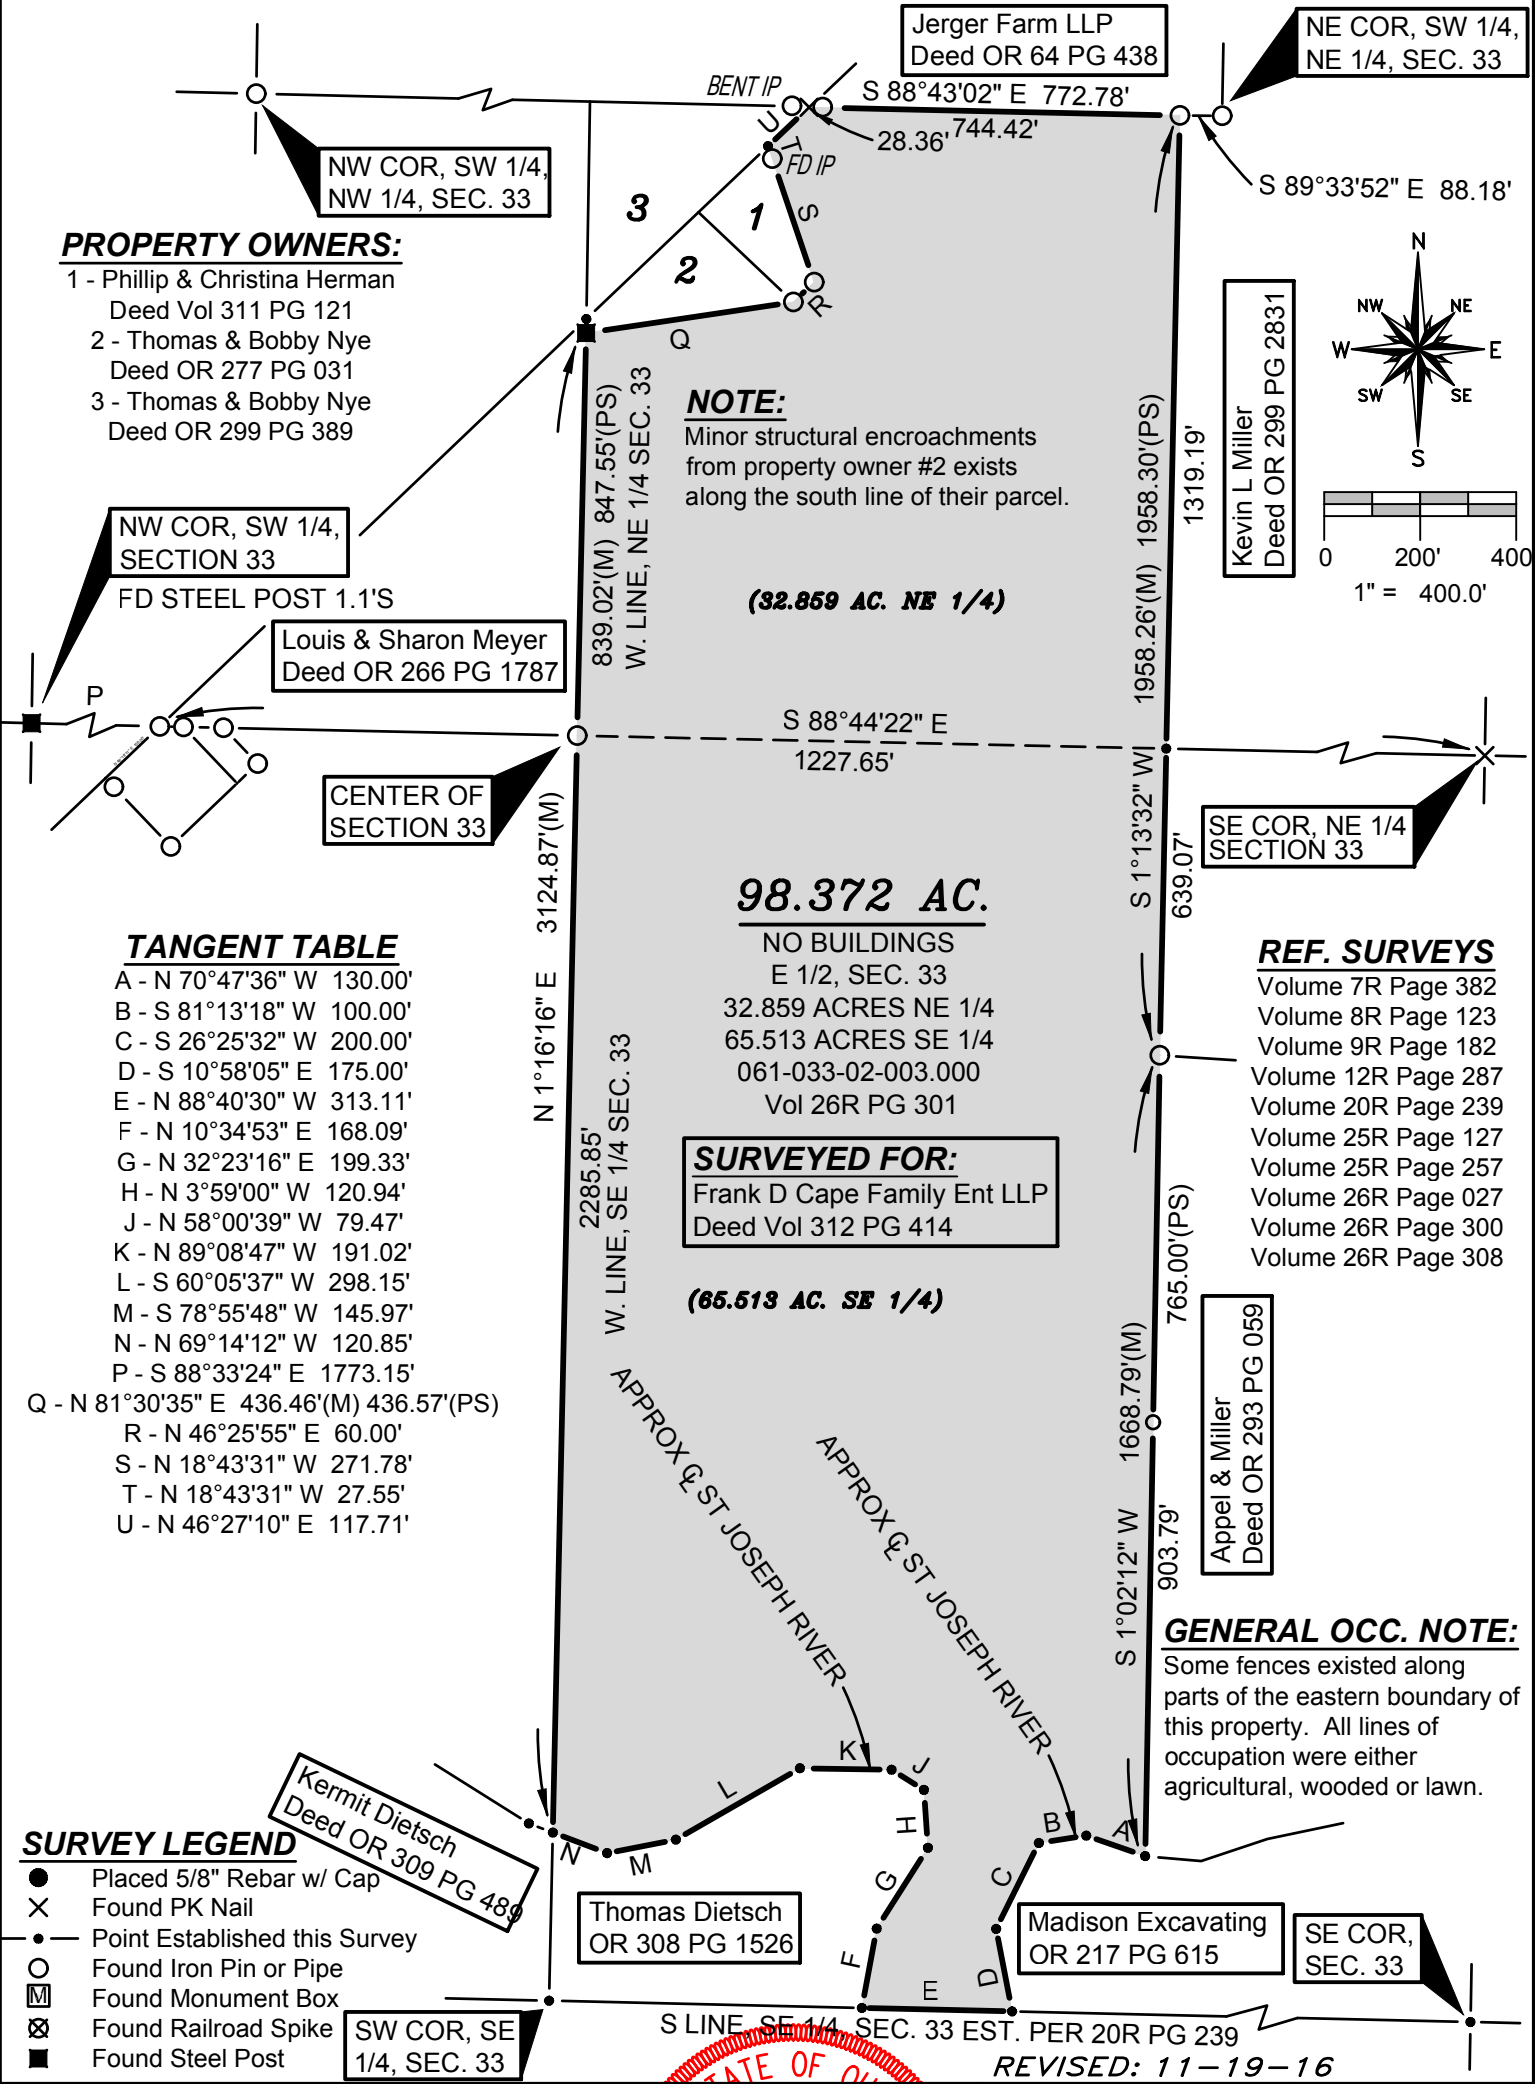 Jerger Farm LLP
Deed OR 64 PG 438
NE COR, SW 1/4,
NE 1/4, SEC. 33
BENT IP
S 88°43'02" E 772.78'
744.42'
28.36'
U
T
FD IP
NW COR, SW 1/4,
NW 1/4, SEC. 33
S 89°33'52" E 88.18'
3
1
S
2
R
Q
PROPERTY OWNERS:
1 - Phillip & Christina Herman
Deed Vol 311 PG 121
2 - Thomas & Bobby Nye
Deed OR 277 PG 031
3 - Thomas & Bobby Nye
Deed OR 299 PG 389
N
NW
NE
W
E
SW
SE
S
Kevin L Miller
Deed OR 299 PG 2831
0 200' 400
1" = 400.0'
NOTE:
Minor structural encroachments
from property owner #2 exists
along the south line of their parcel.
839.02'(M) 847.55'(PS)
W. LINE, NE 1/4 SEC. 33
1958.26'(M) 1958.30'(PS)
1319.19'
NW COR, SW 1/4,
SECTION 33
FD STEEL POST 1.1'S
(32.859 AC. NE 1/4)
Louis & Sharon Meyer
Deed OR 266 PG 1787
P
S 88°44'22" E
1227.65'
CENTER OF
SECTION 33
SE COR, NE 1/4
SECTION 33
S 1°13'32" W
639.07'
N 1°16'16" E 3124.87'(M)
2285.85'
W. LINE, SE 1/4 SEC. 33
98.372 AC.
NO BUILDINGS
E 1/2, SEC. 33
32.859 ACRES NE 1/4
65.513 ACRES SE 1/4
061-033-02-003.000
Vol 26R PG 301
SURVEYED FOR:
Frank D Cape Family Ent LLP
Deed Vol 312 PG 414
(65.513 AC. SE 1/4)
TANGENT TABLE
A - N 70°47'36" W 130.00'
B - S 81°13'18" W 100.00'
C - S 26°25'32" W 200.00'
D - S 10°58'05" E 175.00'
E - N 88°40'30" W 313.11'
F - N 10°34'53" E 168.09'
G - N 32°23'16" E 199.33'
H - N 3°59'00" W 120.94'
J - N 58°00'39" W 79.47'
K - N 89°08'47" W 191.02'
L - S 60°05'37" W 298.15'
M - S 78°55'48" W 145.97'
N - N 69°14'12" W 120.85'
P - S 88°33'24" E 1773.15'
Q - N 81°30'35" E 436.46'(M) 436.57'(PS)
R - N 46°25'55" E 60.00'
S - N 18°43'31" W 271.78'
T - N 18°43'31" W 27.55'
U - N 46°27'10" E 117.71'
REF. SURVEYS
Volume 7R Page 382
Volume 8R Page 123
Volume 9R Page 182
Volume 12R Page 287
Volume 20R Page 239
Volume 25R Page 127
Volume 25R Page 257
Volume 26R Page 027
Volume 26R Page 300
Volume 26R Page 308
765.00'(PS)
S 1°02'12" W 1668.79'(M)
903.79'
Appel & Miller
Deed OR 293 PG 059
APPROX ℄ ST JOSEPH RIVER
APPROX ℄ ST JOSEPH RIVER
GENERAL OCC. NOTE:
Some fences existed along
parts of the eastern boundary of
this property. All lines of
occupation were either
agricultural, wooded or lawn.
K
J
L
H
B
A
N
M
G
C
F
D
E
Kermit Dietsch
Deed OR 309 PG 489
Thomas Dietsch
OR 308 PG 1526
Madison Excavating
OR 217 PG 615
SE COR,
SEC. 33
SURVEY LEGEND
Placed 5/8" Rebar w/ Cap
Found PK Nail
Point Established this Survey
Found Iron Pin or Pipe
M Found Monument Box
Found Railroad Spike
Found Steel Post
SW COR, SE
1/4, SEC. 33
S LINE, SE 1/4, SEC. 33 EST. PER 20R PG 239
REVISED: 11-19-16
OF